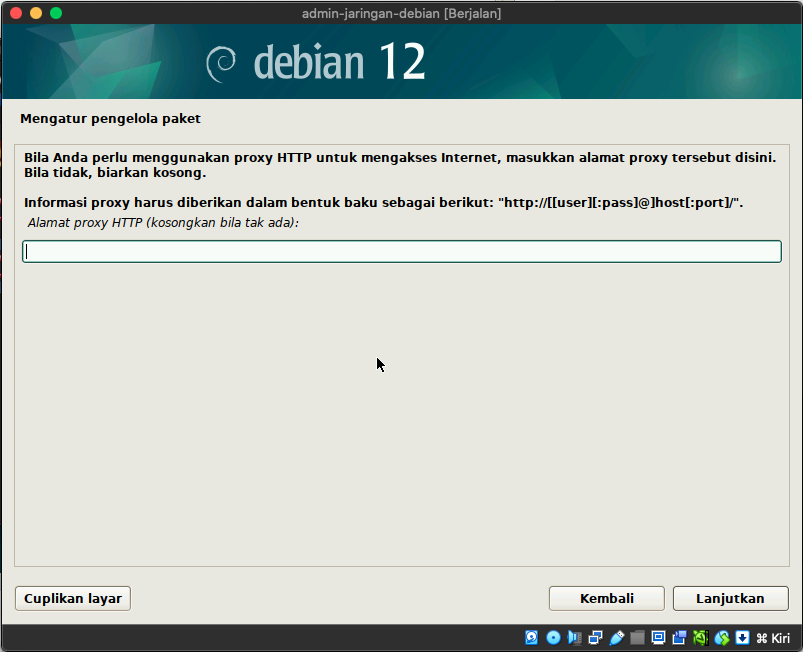 admin-jaringan-debian [Berjalan]
debian 12
Mengatur pengelola paket
Bila Anda perlu menggunakan proxy HTTP untuk mengakses Internet, masukkan alamat proxy tersebut disini.
Bila tidak, biarkan kosong.
Informasi proxy harus diberikan dalam bentuk baku sebagai berikut: "http://[[user][:pass]@]host[:port]/".
Alamat proxy HTTP (kosongkan bila tak ada):
Cuplikan layar
Kembali
Lanjutkan
⌘ Kiri